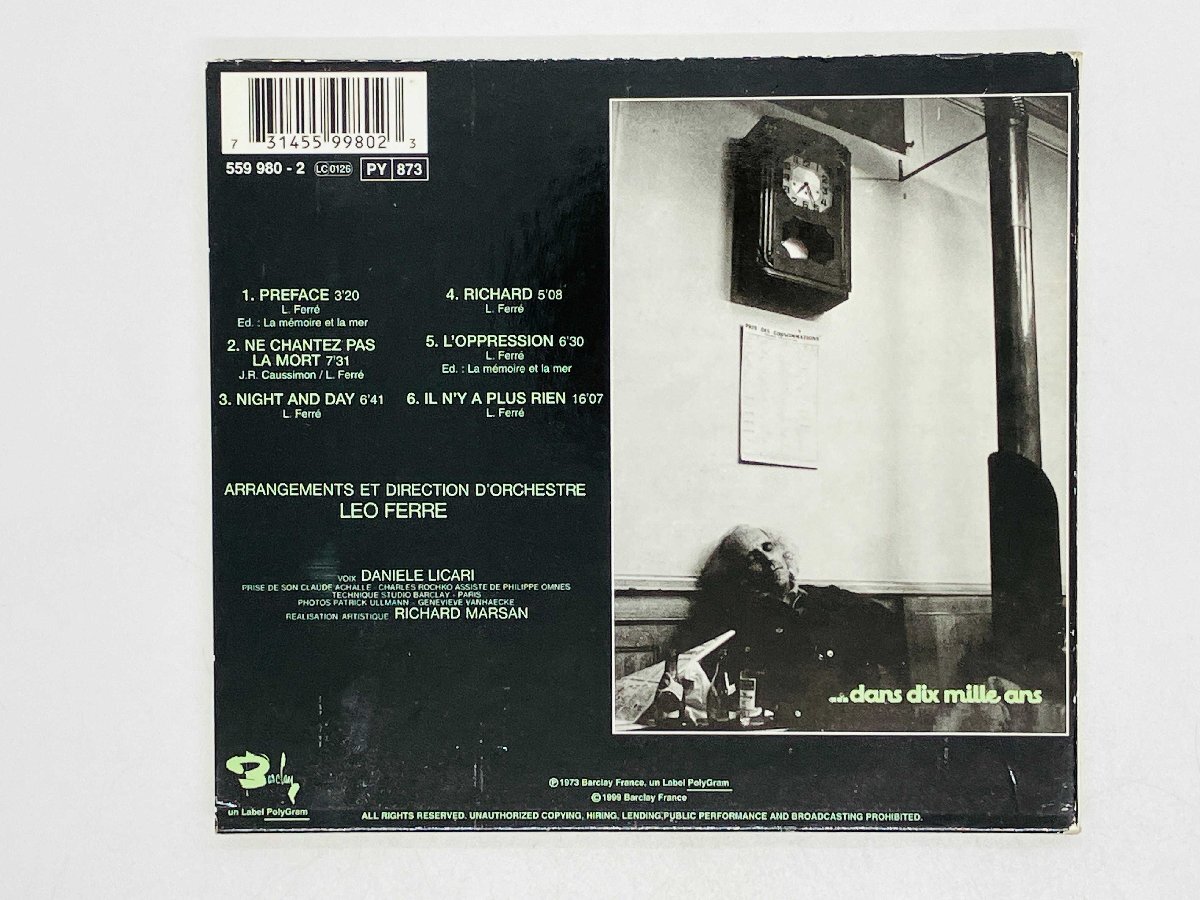 7 31455 99802 3
559 980 - 2 LC 0126 PY 873
1. PREFACE 3'20
L. Ferré
Ed. : La mémoire et la mer
2. NE CHANTEZ PAS
LA MORT 7'31
J.R. Caussimon / L. Ferré
3. NIGHT AND DAY 6'41
L. Ferré
4. RICHARD 5'08
L. Ferré
5. L'OPPRESSION 6'30
L. Ferré
Ed. : La mémoire et la mer
6. IL N'Y A PLUS RIEN 16'07
L. Ferré
ARRANGEMENTS ET DIRECTION D'ORCHESTRE
LEO FERRE
VOIX DANIELE LICARI
PRISE DE SON CLAUDE ACHALLE - CHARLES ROCHKO ASSISTE DE PHILIPPE OMNES
TECHNIQUE STUDIO BARCLAY - PARIS
PHOTOS PATRICK ULLMANN - GENEVIEVE VANHAECKE
REALISATION ARTISTIQUE RICHARD MARSAN
PRIX DES CONSOMMATIONS
...dans dix mille ans
Barclay
un Label PolyGram
℗ 1973 Barclay France, un Label PolyGram
© 1999 Barclay France
ALL RIGHTS RESERVED. UNAUTHORIZED COPYING, HIRING, LENDING,PUBLIC PERFORMANCE AND BROADCASTING PROHIBITED.